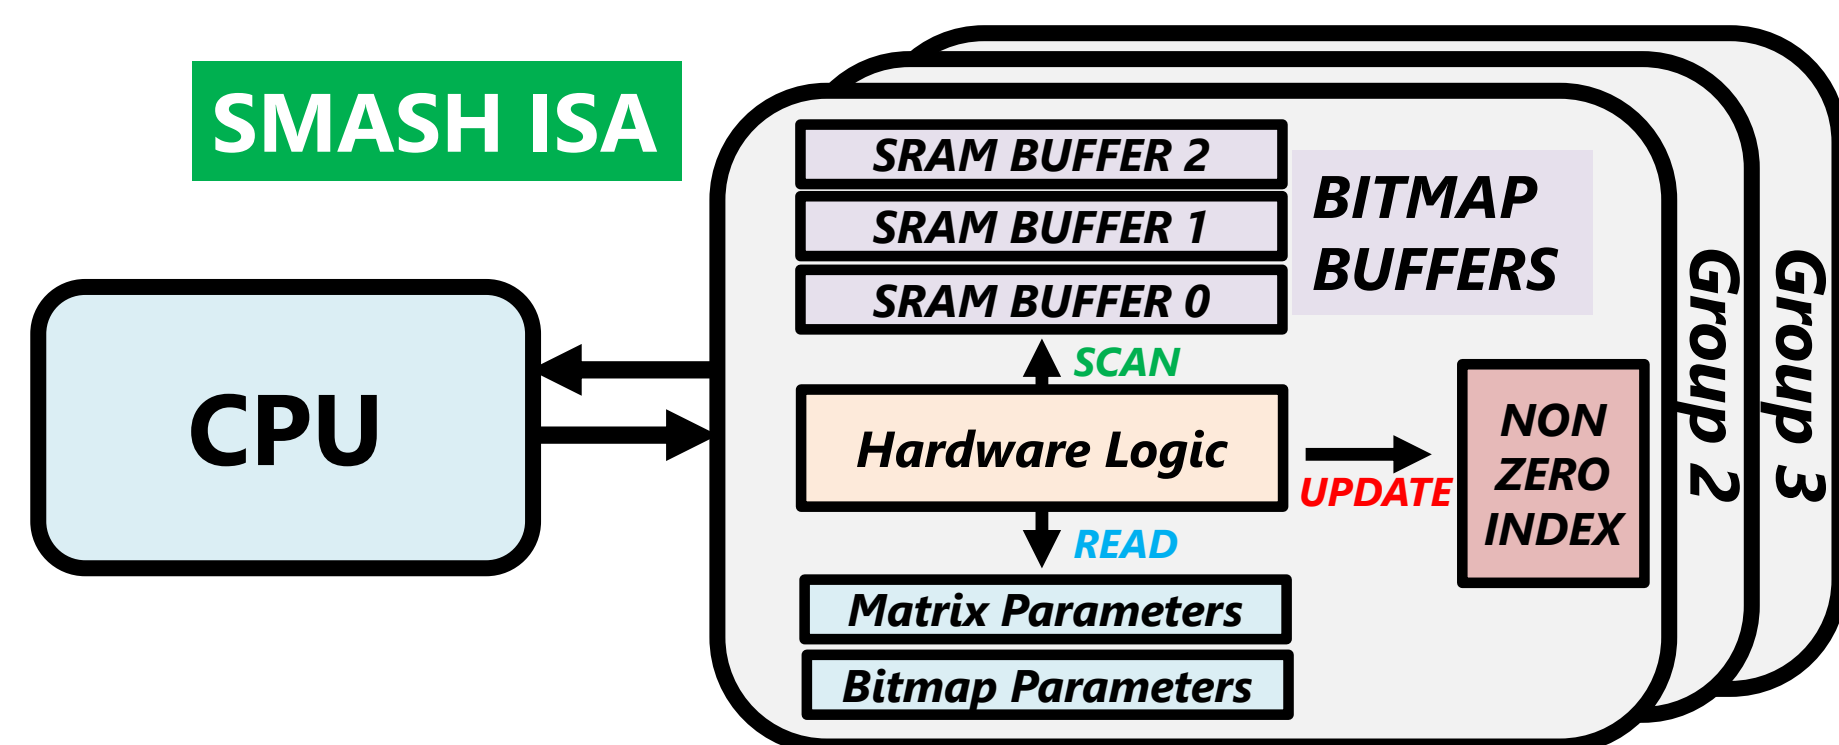 SMASH ISA
CPU
SRAM BUFFER 2
SRAM BUFFER 1
SRAM BUFFER 0
BITMAP
BUFFERS
SCAN
Hardware Logic
UPDATE
NON
ZERO
INDEX
READ
Matrix Parameters
Bitmap Parameters
Group 2
Group 3